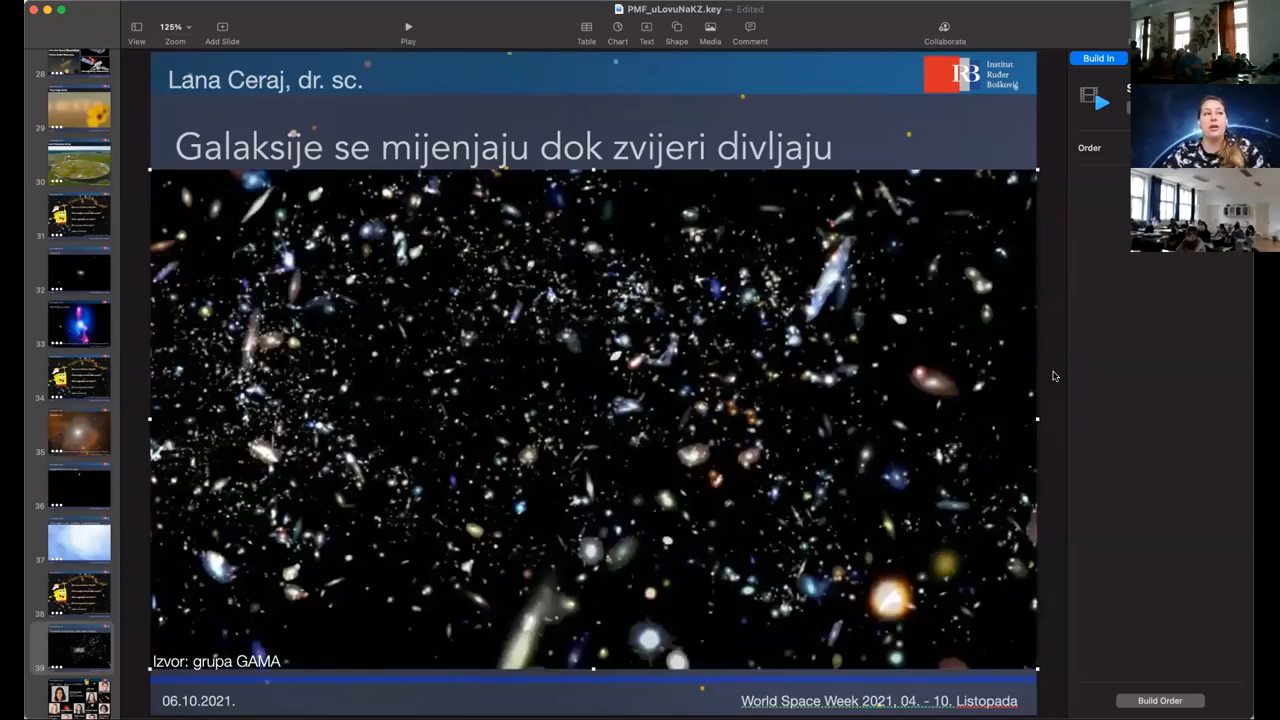 PMF_uLovuNaKZ.key — Edited
125%
View
Zoom
Add Slide
Play
Table
Chart
Text
Shape
Media
Comment
Collaborate
28
29
30
31
32
33
34
35
36
37
38
39
Lana Ceraj, dr. sc.
RB
Institut
Ruđer
Bošković
Galaksije se mijenjaju dok zvijeri divljaju
Izvor: grupa GAMA
06.10.2021.
World Space Week 2021, 04. - 10. Listopada
Build In
Order
Build Order